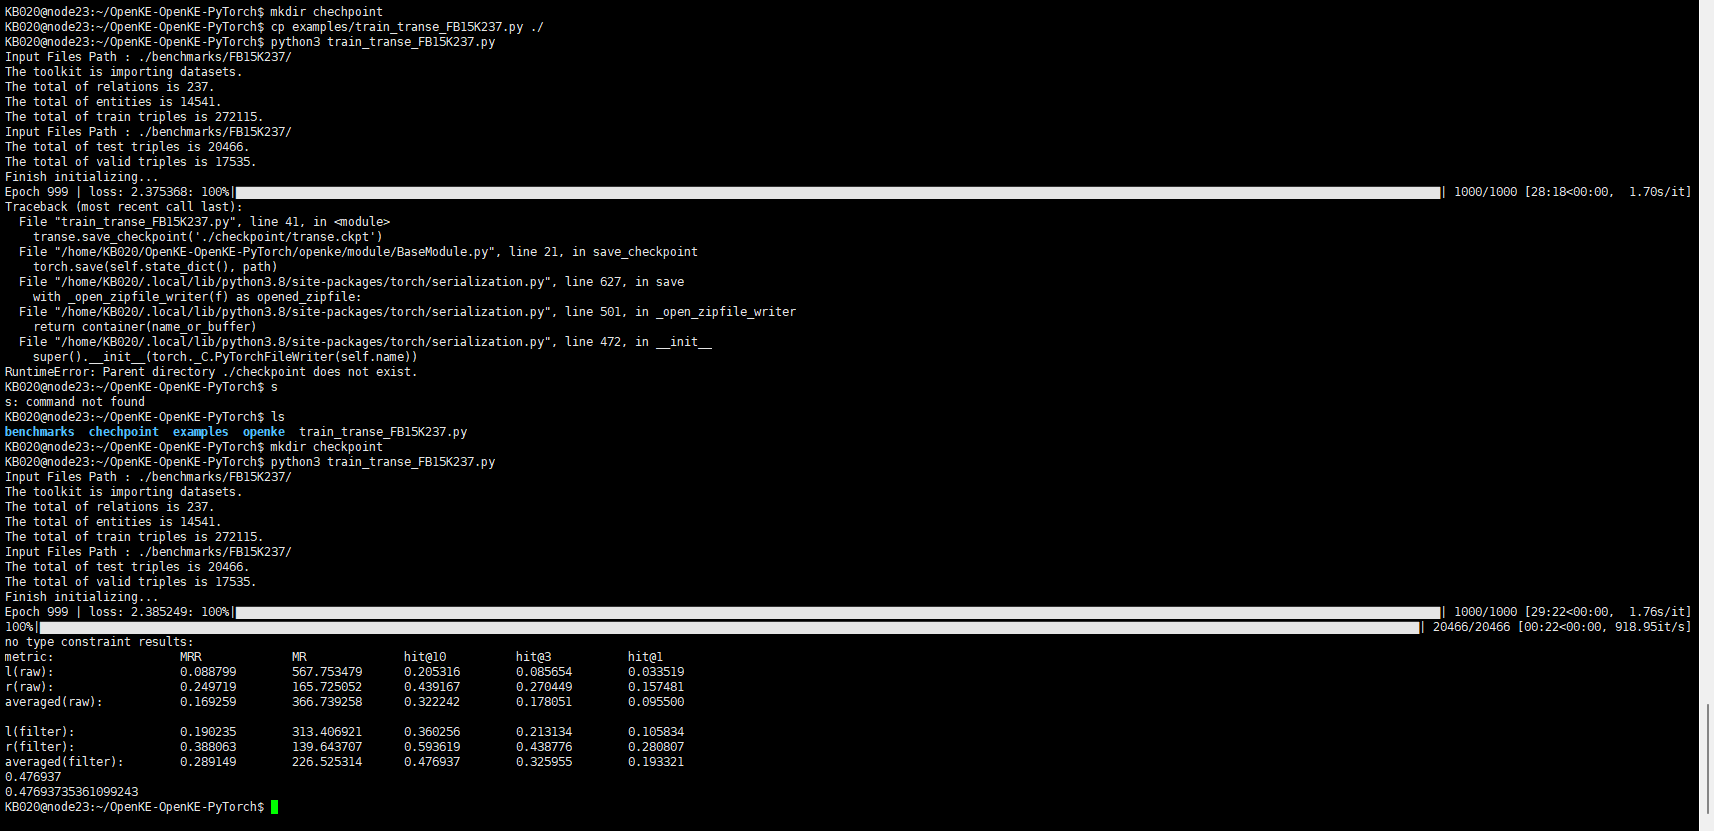 KB020@node23:~/OpenKE-OpenKE-PyTorch$ mkdir chechpoint
KB020@node23:~/OpenKE-OpenKE-PyTorch$ cp examples/train_transe_FB15K237.py ./
KB020@node23:~/OpenKE-OpenKE-PyTorch$ python3 train_transe_FB15K237.py
Input Files Path : ./benchmarks/FB15K237/
The toolkit is importing datasets.
The total of relations is 237.
The total of entities is 14541.
The total of train triples is 272115.
Input Files Path : ./benchmarks/FB15K237/
The total of test triples is 20466.
The total of valid triples is 17535.
Finish initializing...
Epoch 999 | loss: 2.375368: 100%| | 1000/1000 [28:18<00:00,  1.70s/it]
Traceback (most recent call last):
  File "train_transe_FB15K237.py", line 41, in <module>
    transe.save_checkpoint('./checkpoint/transe.ckpt')
  File "/home/KB020/OpenKE-OpenKE-PyTorch/openke/module/BaseModule.py", line 21, in save_checkpoint
    torch.save(self.state_dict(), path)
  File "/home/KB020/.local/lib/python3.8/site-packages/torch/serialization.py", line 627, in save
    with _open_zipfile_writer(f) as opened_zipfile:
  File "/home/KB020/.local/lib/python3.8/site-packages/torch/serialization.py", line 501, in _open_zipfile_writer
    return container(name_or_buffer)
  File "/home/KB020/.local/lib/python3.8/site-packages/torch/serialization.py", line 472, in __init__
    super().__init__(torch._C.PyTorchFileWriter(self.name))
RuntimeError: Parent directory ./checkpoint does not exist.
KB020@node23:~/OpenKE-OpenKE-PyTorch$ s
s: command not found
KB020@node23:~/OpenKE-OpenKE-PyTorch$ ls
benchmarks  chechpoint  examples  openke  train_transe_FB15K237.py
KB020@node23:~/OpenKE-OpenKE-PyTorch$ mkdir checkpoint
KB020@node23:~/OpenKE-OpenKE-PyTorch$ python3 train_transe_FB15K237.py
Input Files Path : ./benchmarks/FB15K237/
The toolkit is importing datasets.
The total of relations is 237.
The total of entities is 14541.
The total of train triples is 272115.
Input Files Path : ./benchmarks/FB15K237/
The total of test triples is 20466.
The total of valid triples is 17535.
Finish initializing...
Epoch 999 | loss: 2.385249: 100%| | 1000/1000 [29:22<00:00,  1.76s/it]
100%| | 20466/20466 [00:22<00:00, 918.95it/s]
no type constraint results:
metric: MRR MR hit@10 hit@3 hit@1
l(raw): 0.088799 567.753479 0.205316 0.085654 0.033519
r(raw): 0.249719 165.725052 0.439167 0.270449 0.157481
averaged(raw): 0.169259 366.739258 0.322242 0.178051 0.095500
l(filter): 0.190235 313.406921 0.360256 0.213134 0.105834
r(filter): 0.388063 139.643707 0.593619 0.438776 0.280807
averaged(filter): 0.289149 226.525314 0.476937 0.325955 0.193321
0.476937
0.47693735361099243
KB020@node23:~/OpenKE-OpenKE-PyTorch$